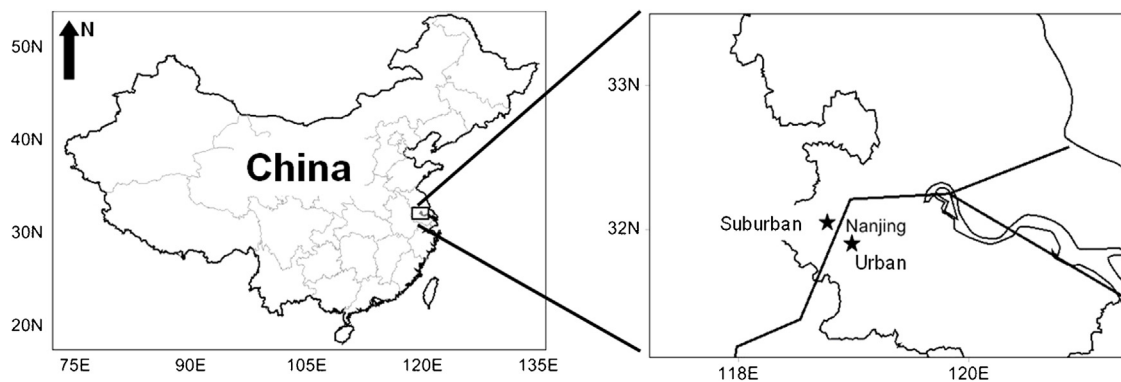 N
50N
40N
30N
20N
China
75E
90E
105E
120E
135E
33N
32N
Suburban
Nanjing
Urban
118E
120E